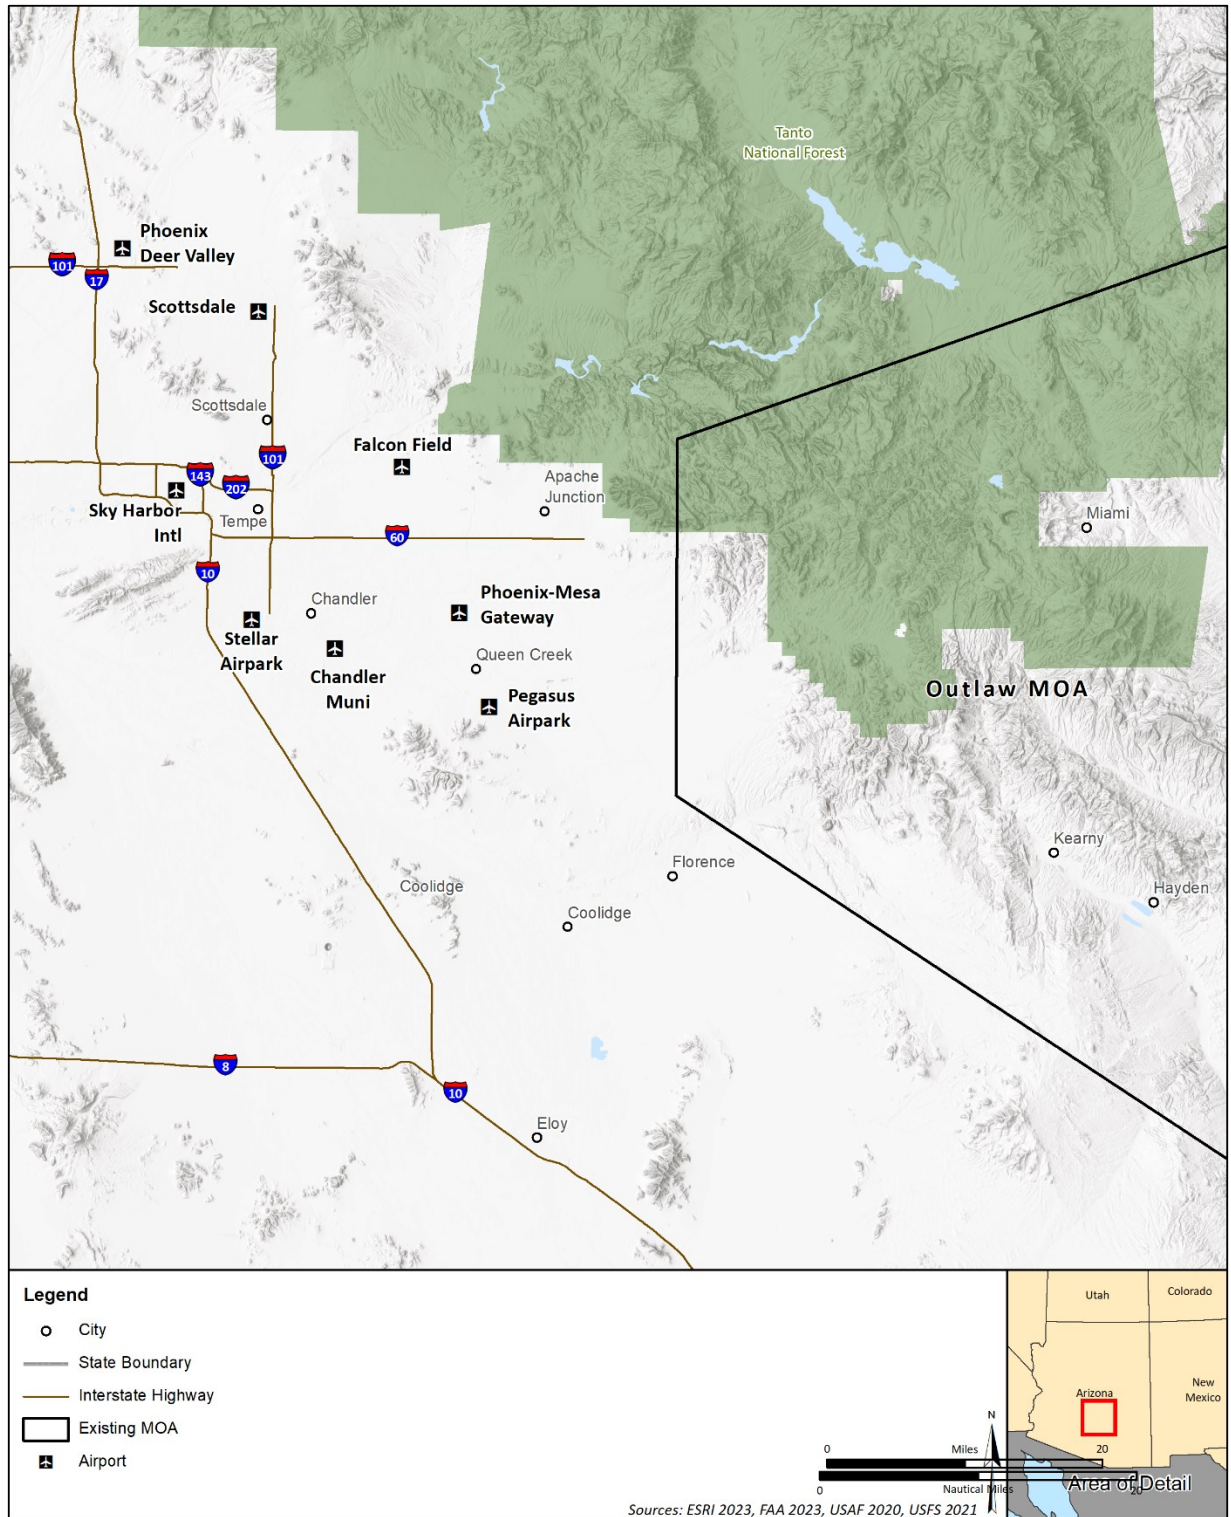 Tanto
National Forest
Phoenix
Deer Valley
101
17
Scottsdale
Scottsdale
Falcon Field
101
143
202
Apache
Junction
Sky Harbor
Intl
Tempe
60
Miami
10
Chandler
Phoenix-Mesa
Gateway
Stellar
Airpark
Chandler
Muni
Queen Creek
Pegasus
Airpark
Outlaw MOA
Kearny
Florence
Coolidge
Hayden
Coolidge
8
10
Eloy
Legend
City
State Boundary
Interstate Highway
Existing MOA
Airport
N
0 Miles 20
0 Nautical Miles 20
Sources: ESRI 2023, FAA 2023, USAF 2020, USFS 2021
Utah
Colorado
Arizona
New
Mexico
Area of Detail